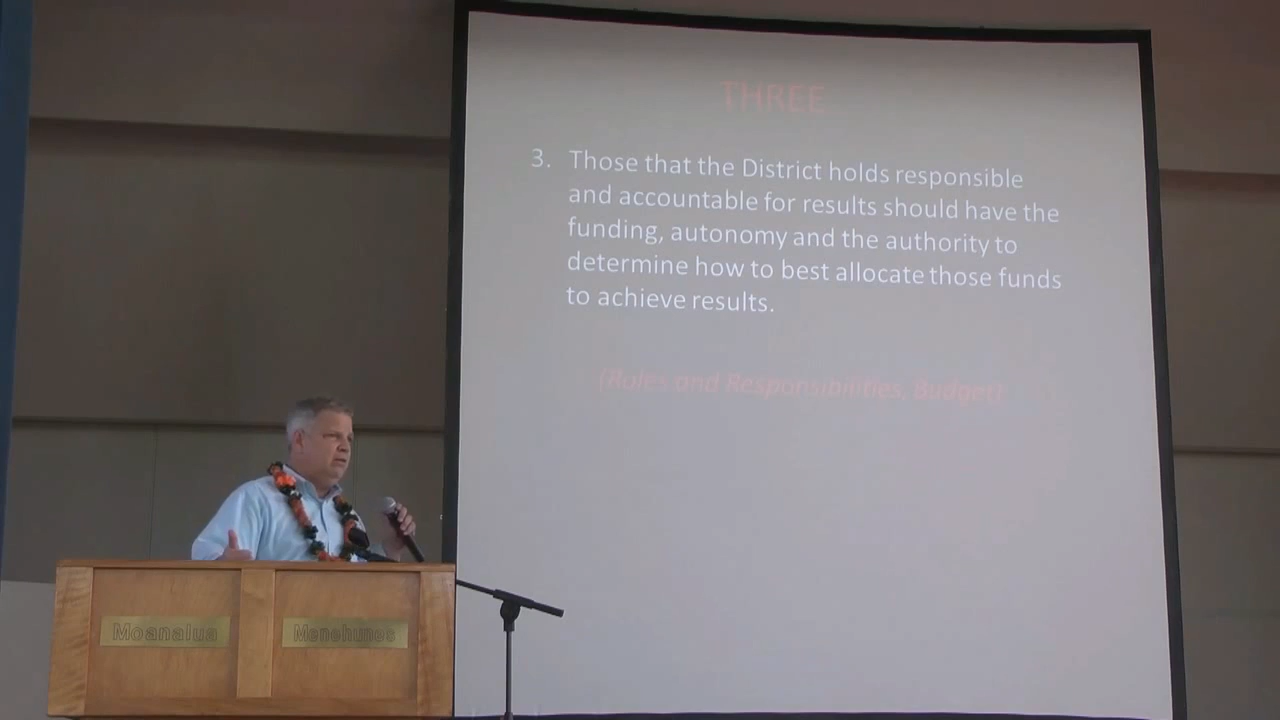 THREE
3. Those that the District holds responsible
and accountable for results should have the
funding, autonomy and the authority to
determine how to best allocate those funds
to achieve results.
(Roles and Responsibilities, Budget)
Moanalua
Menehunes